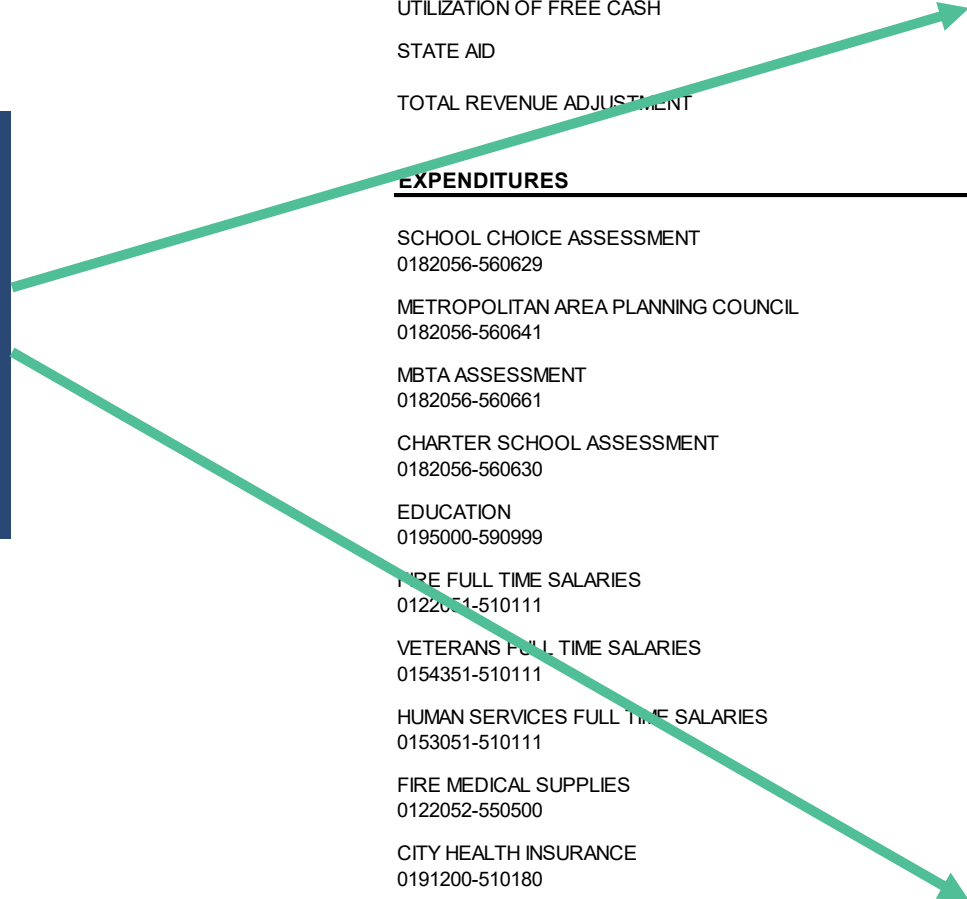 UTILIZATION OF FREE CASH
STATE AID
TOTAL REVENUE ADJUSTMENT
EXPENDITURES
SCHOOL CHOICE ASSESSMENT
0182056-560629
METROPOLITAN AREA PLANNING COUNCIL
0182056-560641
MBTA ASSESSMENT
0182056-560661
CHARTER SCHOOL ASSESSMENT
0182056-560630
EDUCATION
0195000-590999
FIRE FULL TIME SALARIES
0122051-510111
VETERANS FULL TIME SALARIES
0154351-510111
HUMAN SERVICES FULL TIME SALARIES
0153051-510111
FIRE MEDICAL SUPPLIES
0122052-550500
CITY HEALTH INSURANCE
0191200-510180